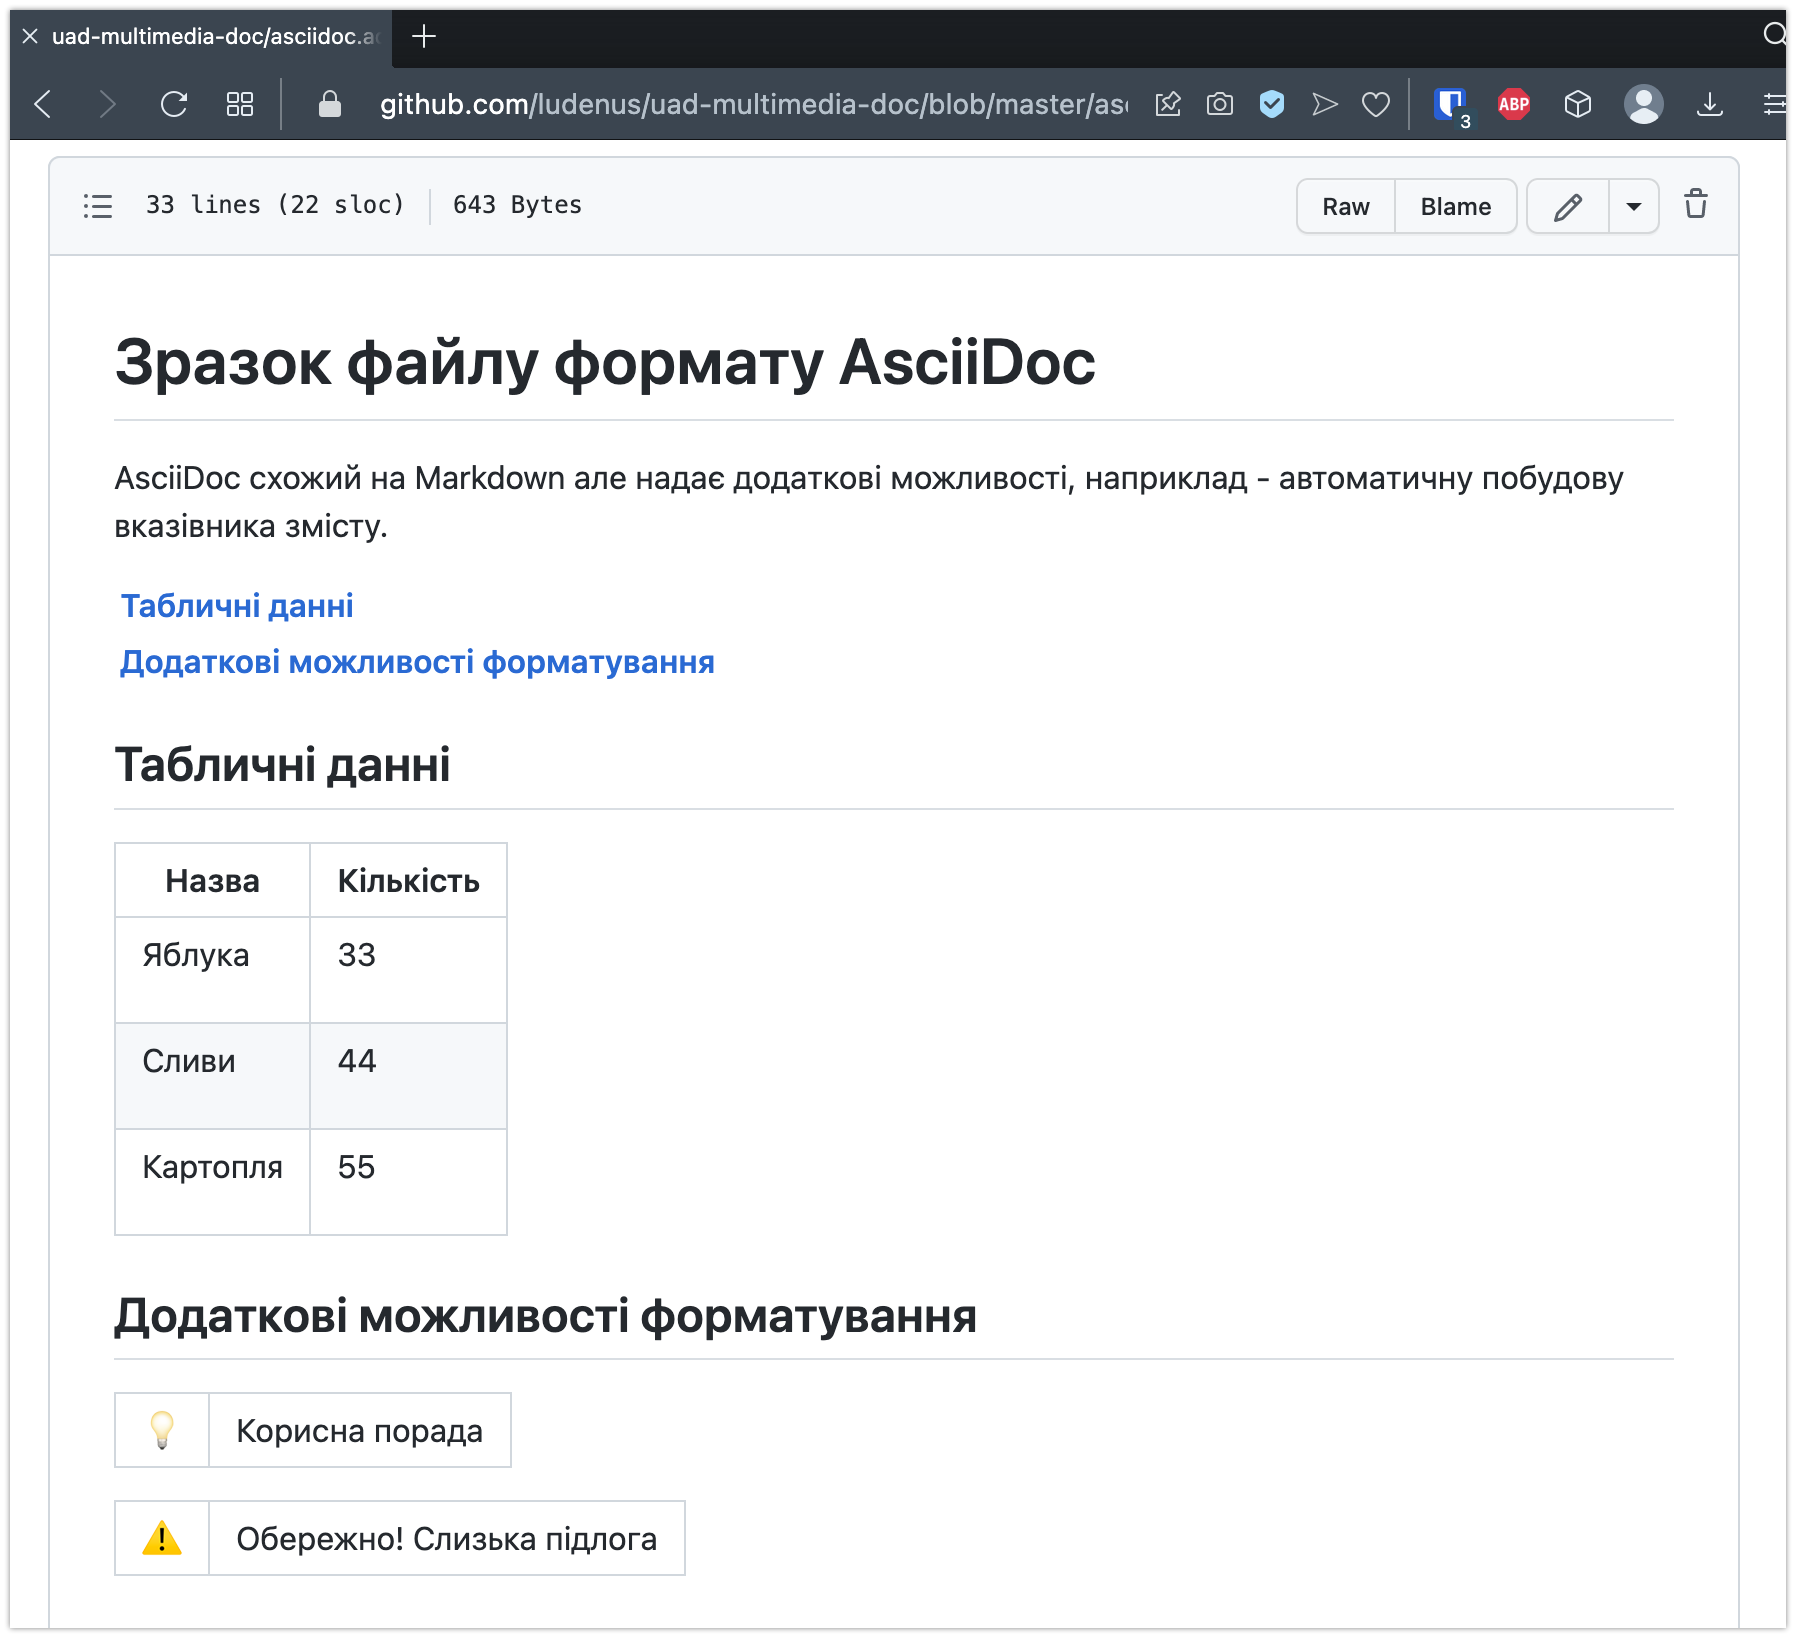 uad-multimedia-doc/asciidoc.a
github.com/ludenus/uad-multimedia-doc/blob/master/as
3
ABP
33 lines (22 sloc) 643 Bytes
Raw Blame
Зразок файлу формату AsciiDoc
AsciiDoc схожий на Markdown але надає додаткові можливості, наприклад - автоматичну побудову
вказівника змісту.
Табличні данні
Додаткові можливості форматування
Табличні данні
Назва Кількість
Яблука 33
Сливи 44
Картопля 55
Додаткові можливості форматування
Корисна порада
Обережно! Слизька підлога